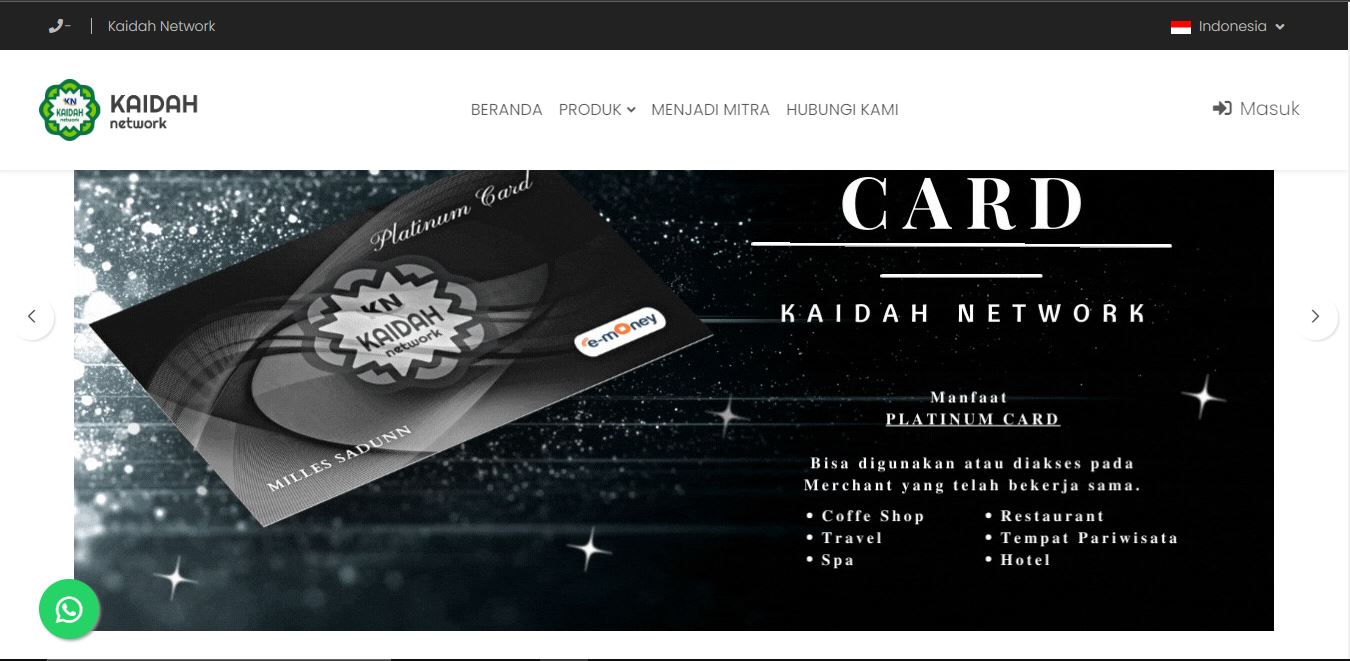 -
Kaidah Network
Indonesia
KN
KAIDAH
network
KAIDAH
network
BERANDA
PRODUK
MENJADI MITRA
HUBUNGI KAMI
Masuk
Platinum Card
KN
KAIDAH
network
e-money
MILLES SADUNN
CARD
KAIDAH NETWORK
Manfaat
PLATINUM CARD
Bisa digunakan atau diakses pada
Merchant yang telah bekerja sama.
• Coffe Shop
• Travel
• Spa
• Restaurant
• Tempat Pariwisata
• Hotel